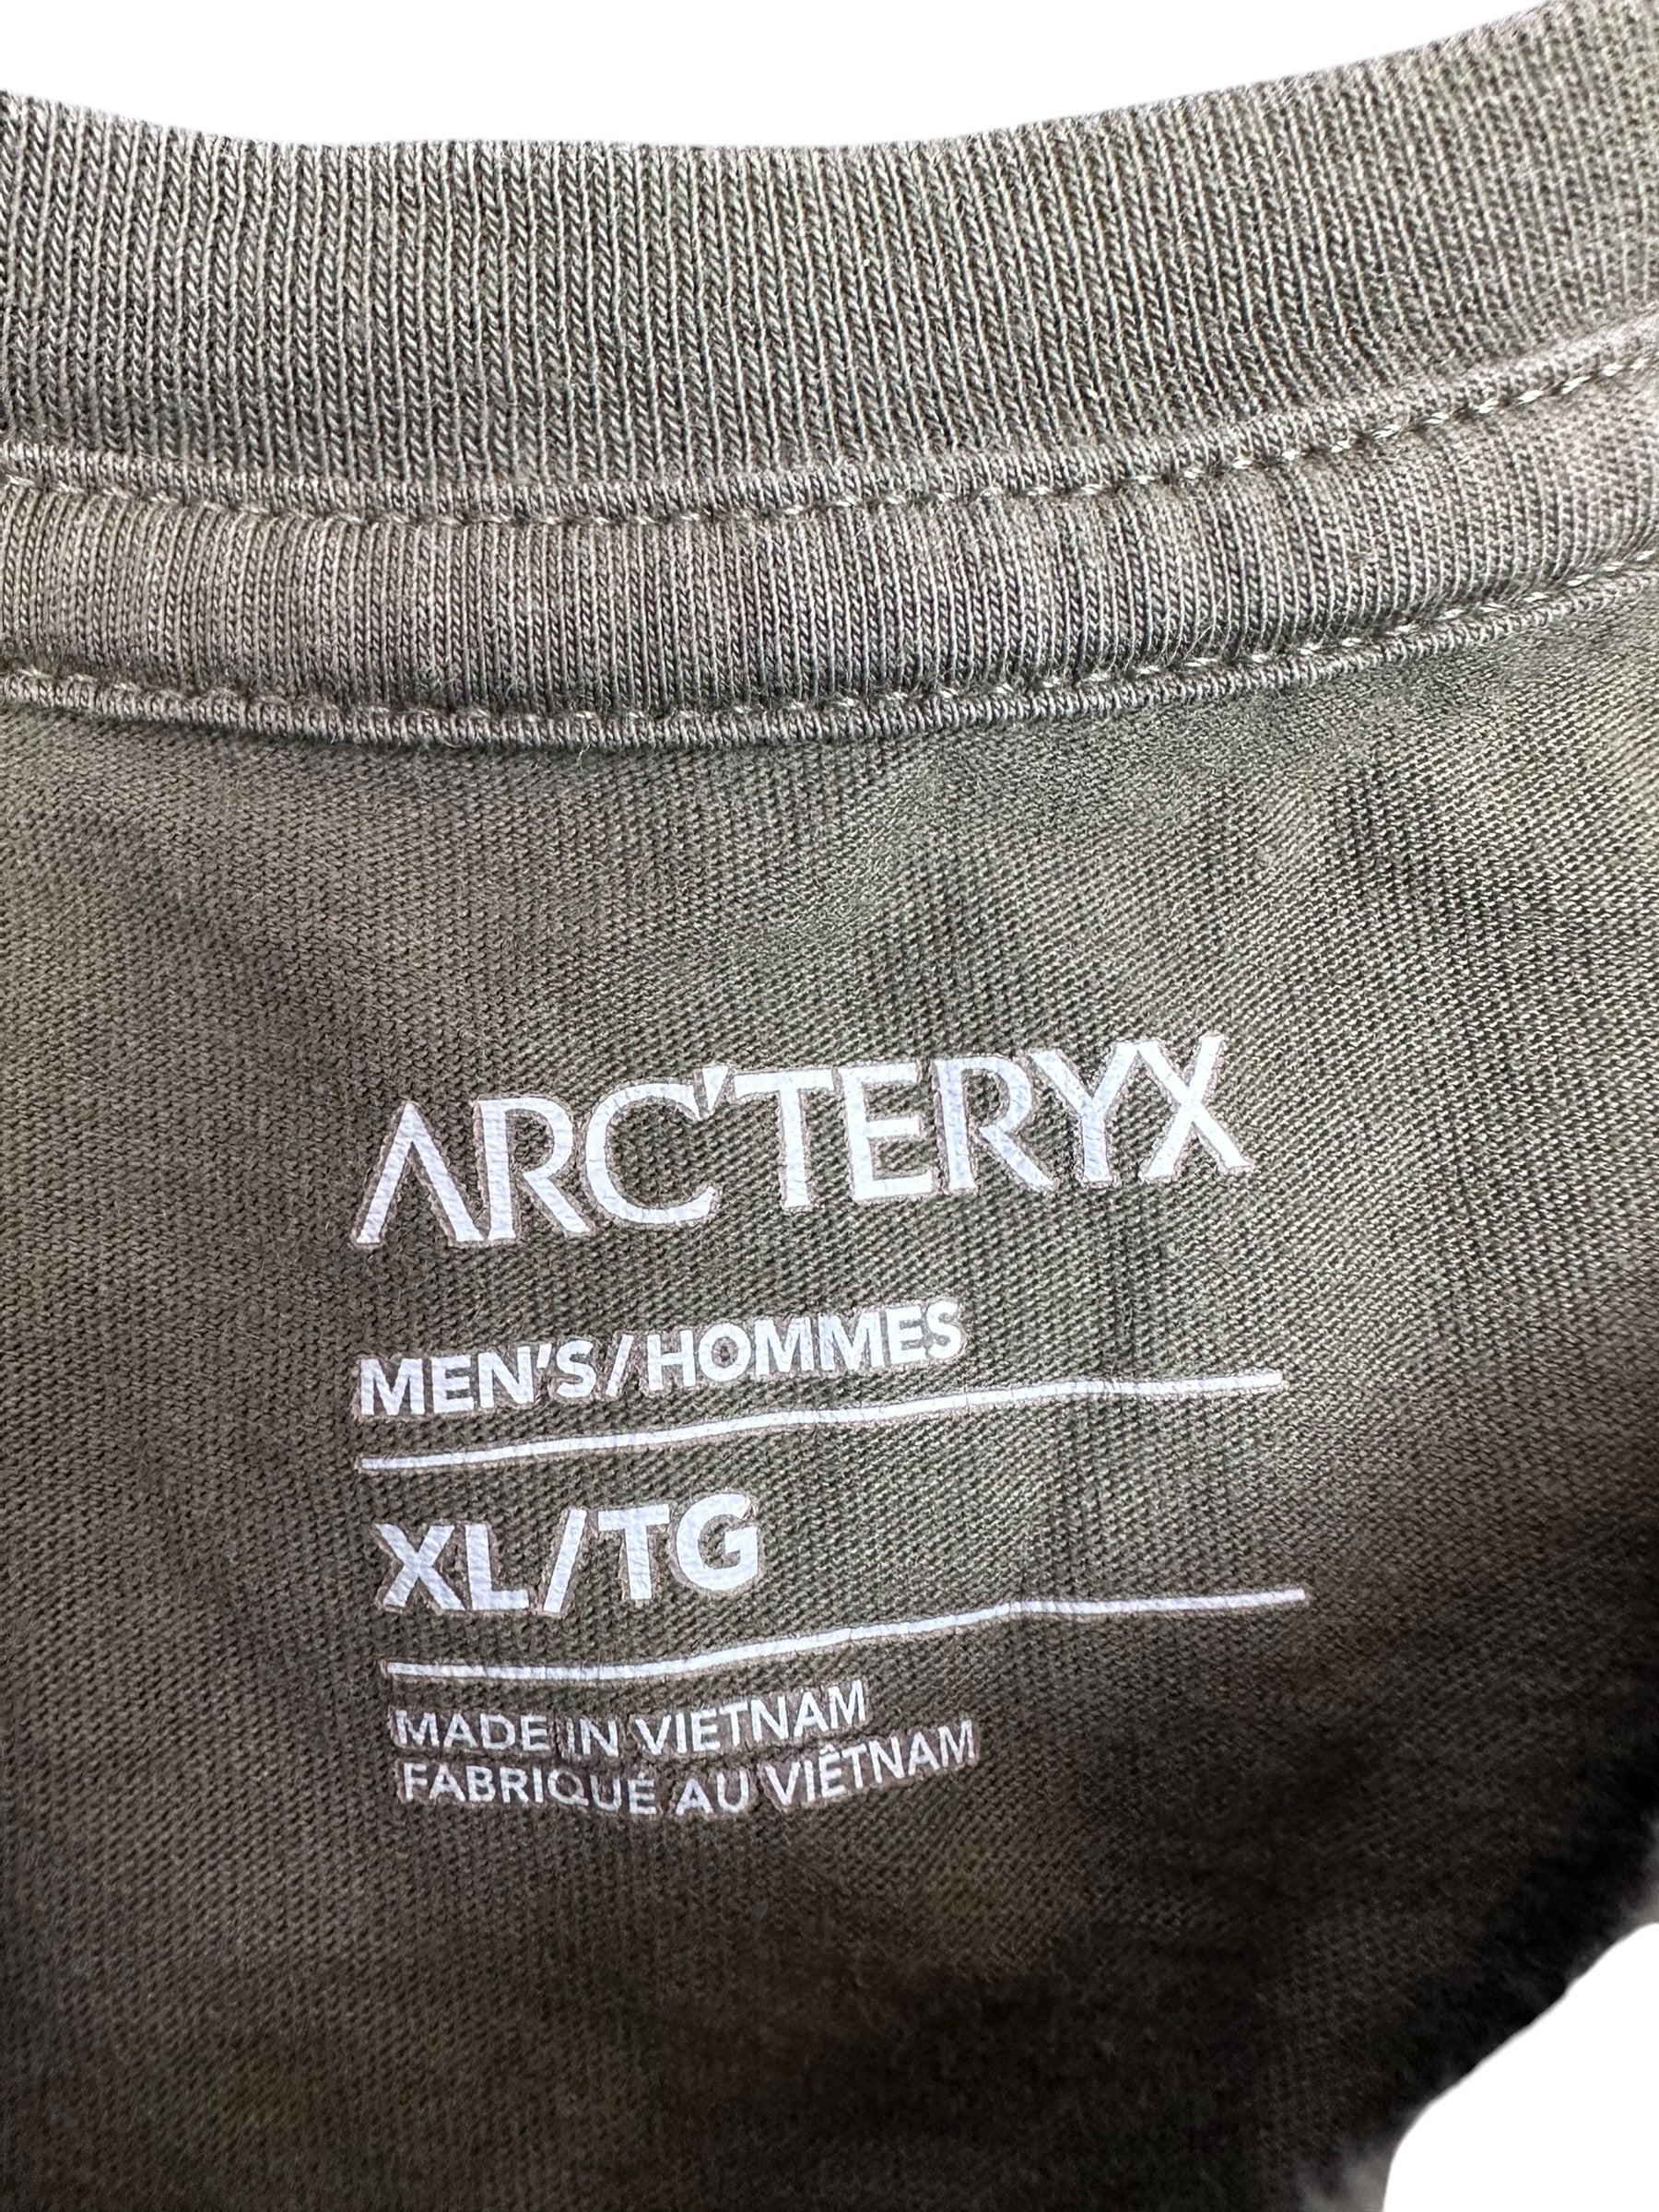 ARC'TERYX
MEN'S/HOMMES
XL/TG
MADE IN VIETNAM
FABRIQUÉ AU VIÊTNAM